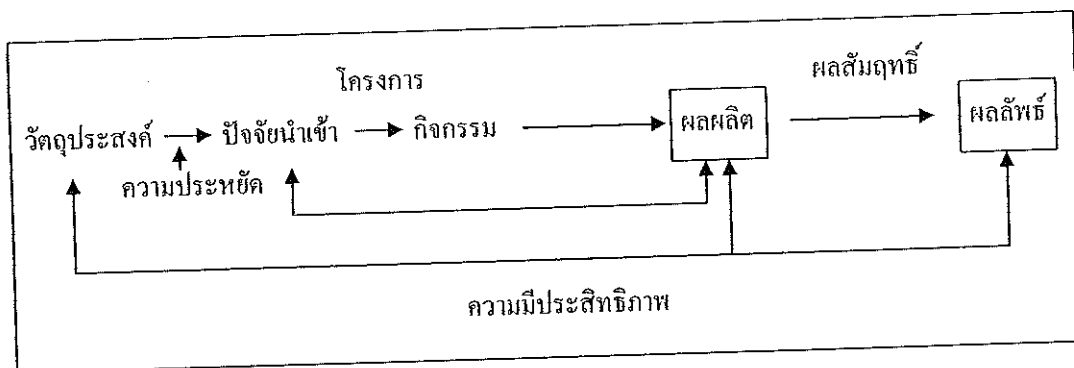 โครงการ
ผลสัมฤทธิ์
วัตถุประสงค์ ปัจจัยนำเข้า กิจกรรม ผลผลิต ผลลัพธ์
ความประหยัด
ความมีประสิทธิภาพ